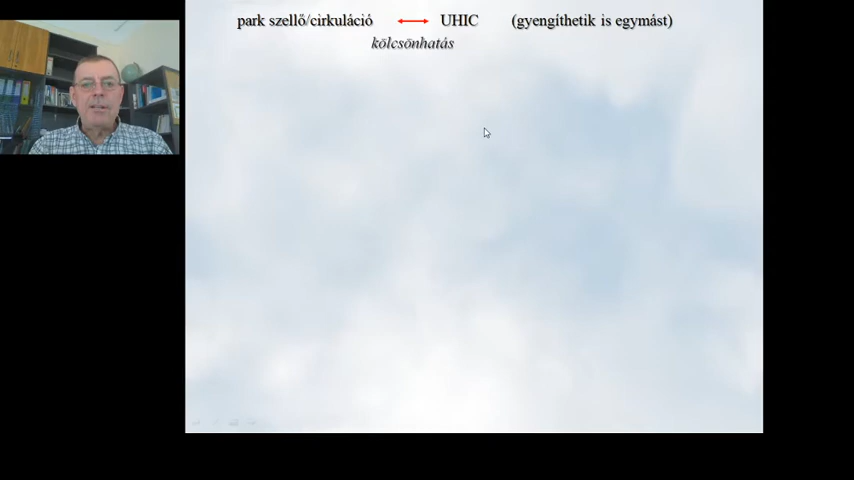 park szellő/cirkuláció ↔ UHIC (gyengíthetik is egymást)
kölcsönhatás